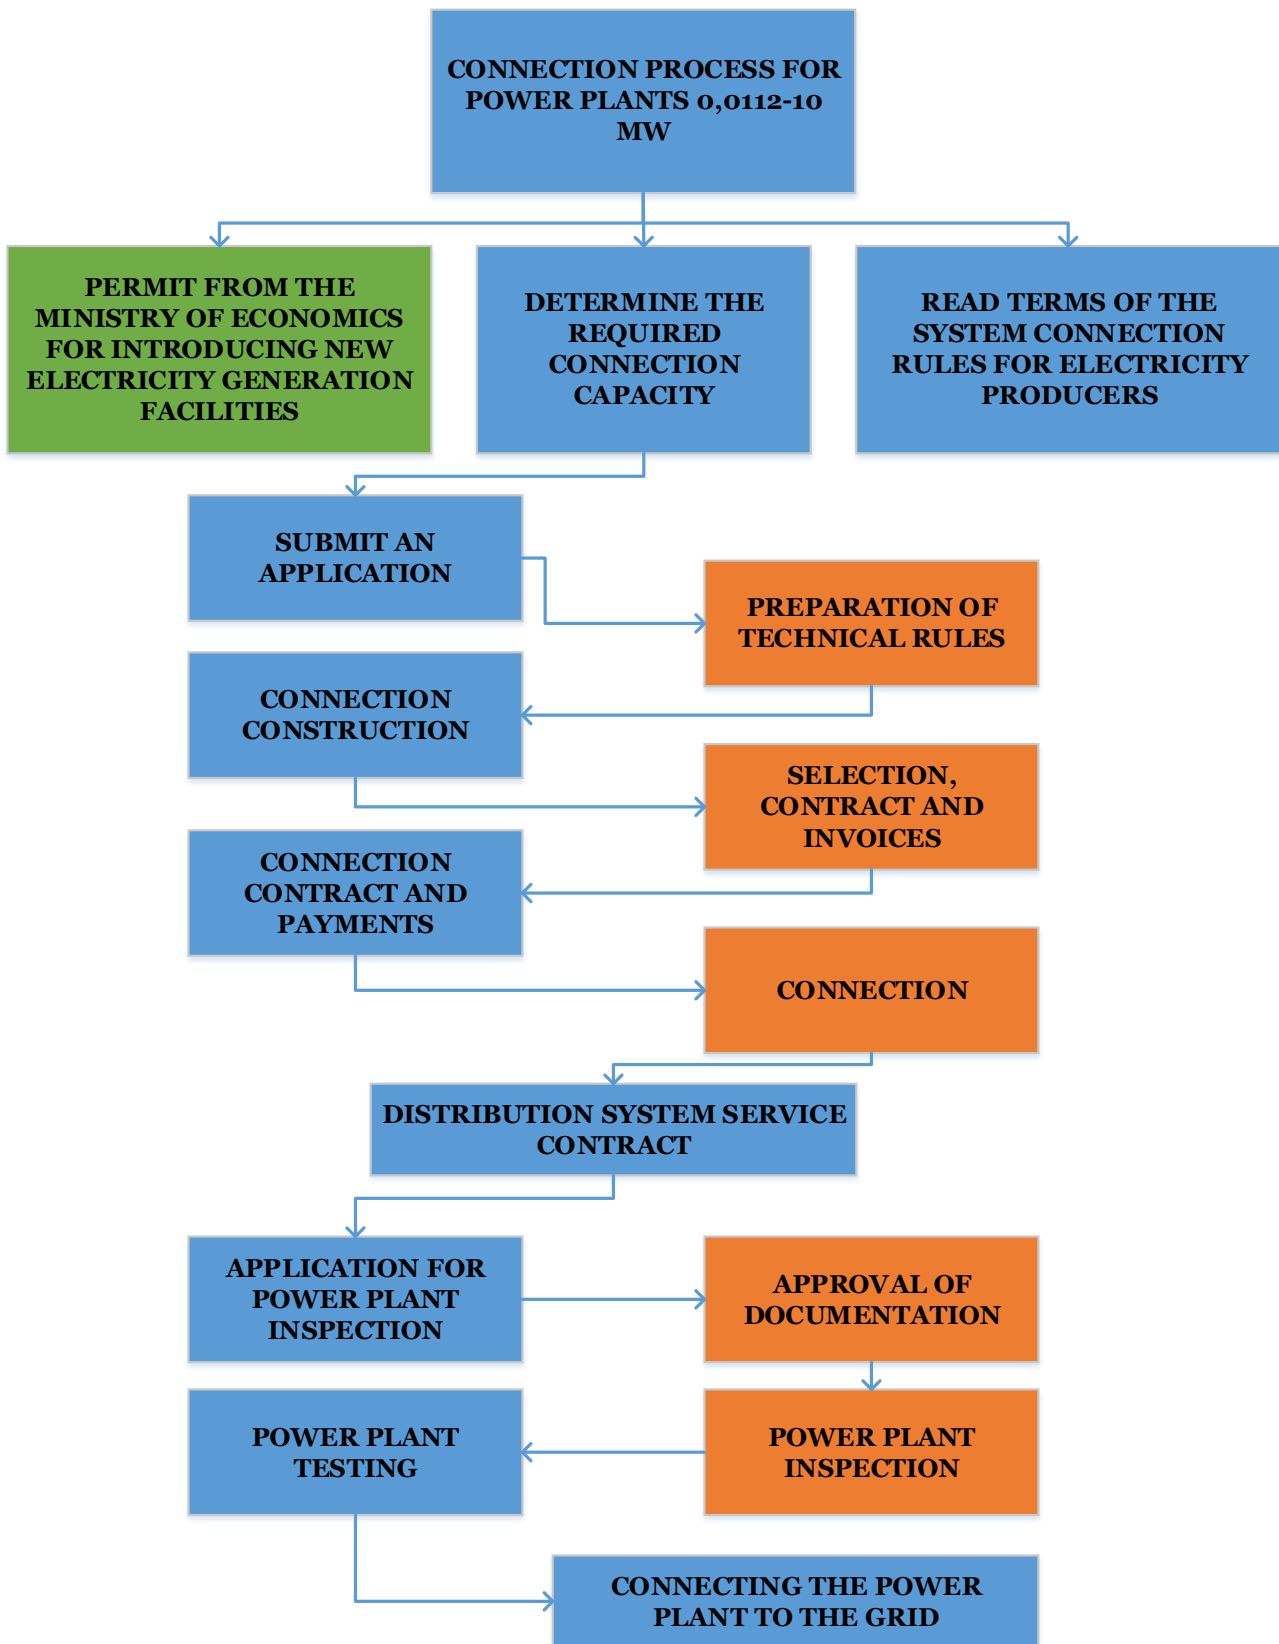 CONNECTION PROCESS FOR
POWER PLANTS 0,0112-10
MW
PERMIT FROM THE
MINISTRY OF ECONOMICS
FOR INTRODUCING NEW
ELECTRICITY GENERATION
FACILITIES
DETERMINE THE
REQUIRED
CONNECTION
CAPACITY
READ TERMS OF THE
SYSTEM CONNECTION
RULES FOR ELECTRICITY
PRODUCERS
SUBMIT AN
APPLICATION
PREPARATION OF
TECHNICAL RULES
CONNECTION
CONSTRUCTION
SELECTION,
CONTRACT AND
INVOICES
CONNECTION
CONTRACT AND
PAYMENTS
CONNECTION
DISTRIBUTION SYSTEM SERVICE
CONTRACT
APPLICATION FOR
POWER PLANT
INSPECTION
APPROVAL OF
DOCUMENTATION
POWER PLANT
TESTING
POWER PLANT
INSPECTION
CONNECTING THE POWER
PLANT TO THE GRID